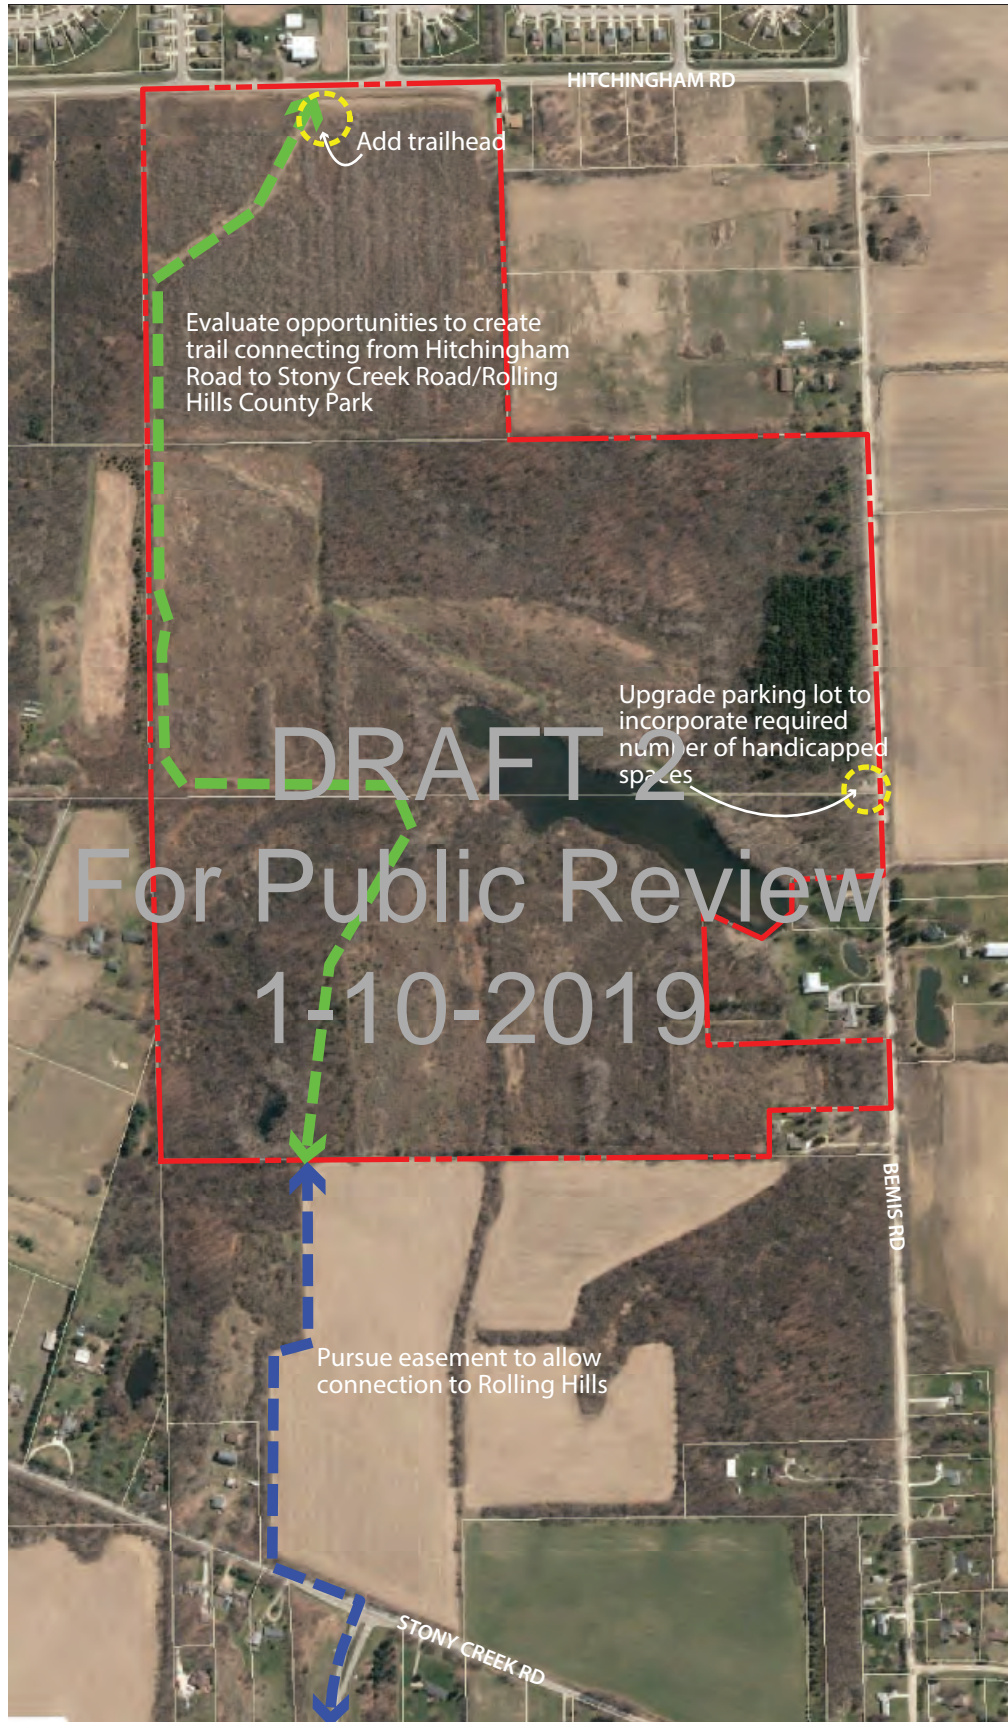 HITCHINGHAM RD
Add trailhead
Evaluate opportunities to create
trail connecting from Hitchingham
Road to Stony Creek Road/Rolling
Hills County Park
Upgrade parking lot to
incorporate required
number of handicapped
spaces
DRAFT 2
For Public Review
1-10-2019
BEMIS RD
Pursue easement to allow
connection to Rolling Hills
STONY CREEK RD